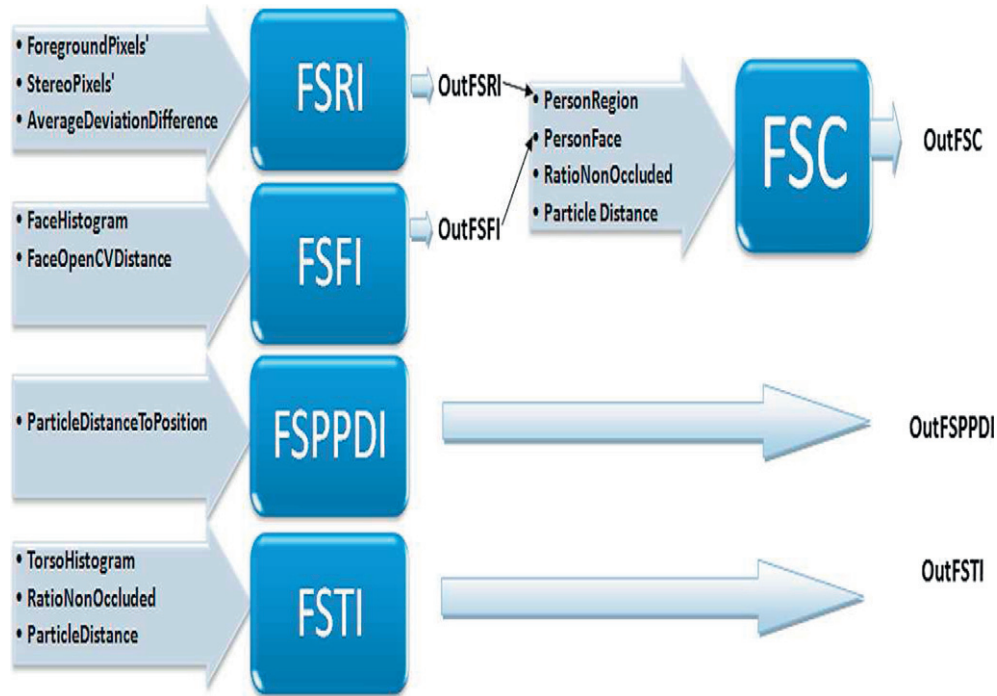 • ForegroundPixels'
• StereoPixels'
• AverageDeviationDifference
FSRI
OutFSRI
• PersonRegion
• PersonFace
• RatioNonOccluded
• Particle Distance
FSC
OutFSC
• FaceHistogram
• FaceOpenCVDistance
FSFI
OutFSFI
• ParticleDistanceToPosition
FSPPDI
OutFSPPDI
• TorsoHistogram
• RatioNonOccluded
• ParticleDistance
FSTI
OutFSTI